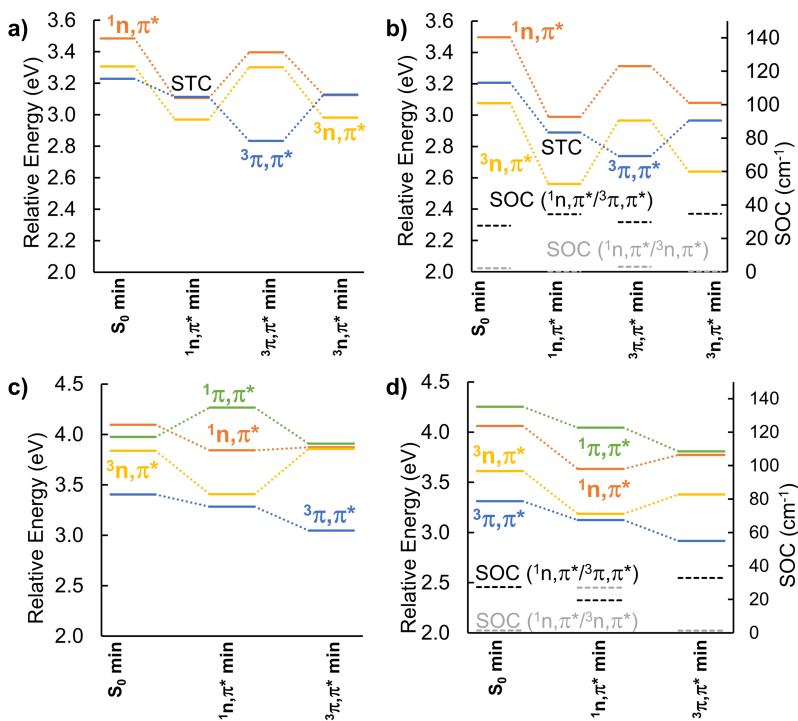 a)
Relative Energy (eV)
3.6
3.4
3.2
3.0
2.8
2.6
2.4
2.2
2.0
¹n,π*
STC
³π,π*
³n,π*
S₀ min
¹n,π* min
³π,π* min
³n,π* min
b)
Relative Energy (eV)
3.6
3.4
3.2
3.0
2.8
2.6
2.4
2.2
2.0
¹n,π*
³n,π*
STC
³π,π*
SOC (¹n,π*/³π,π*)
SOC (¹n,π*/³n,π*)
140
120
100
80
60
40
20
0
SOC (cm⁻¹)
S₀ min
¹n,π* min
³π,π* min
³n,π* min
c)
Relative Energy (eV)
4.5
4.0
3.5
3.0
2.5
2.0
¹π,π*
¹n,π*
³n,π*
³π,π*
S₀ min
¹n,π* min
³π,π* min
d)
Relative Energy (eV)
4.5
4.0
3.5
3.0
2.5
2.0
¹π,π*
³n,π*
¹n,π*
³π,π*
SOC (¹n,π*/³π,π*)
SOC (¹n,π*/³n,π*)
140
120
100
80
60
40
20
0
SOC (cm⁻¹)
S₀ min
¹n,π* min
³π,π* min